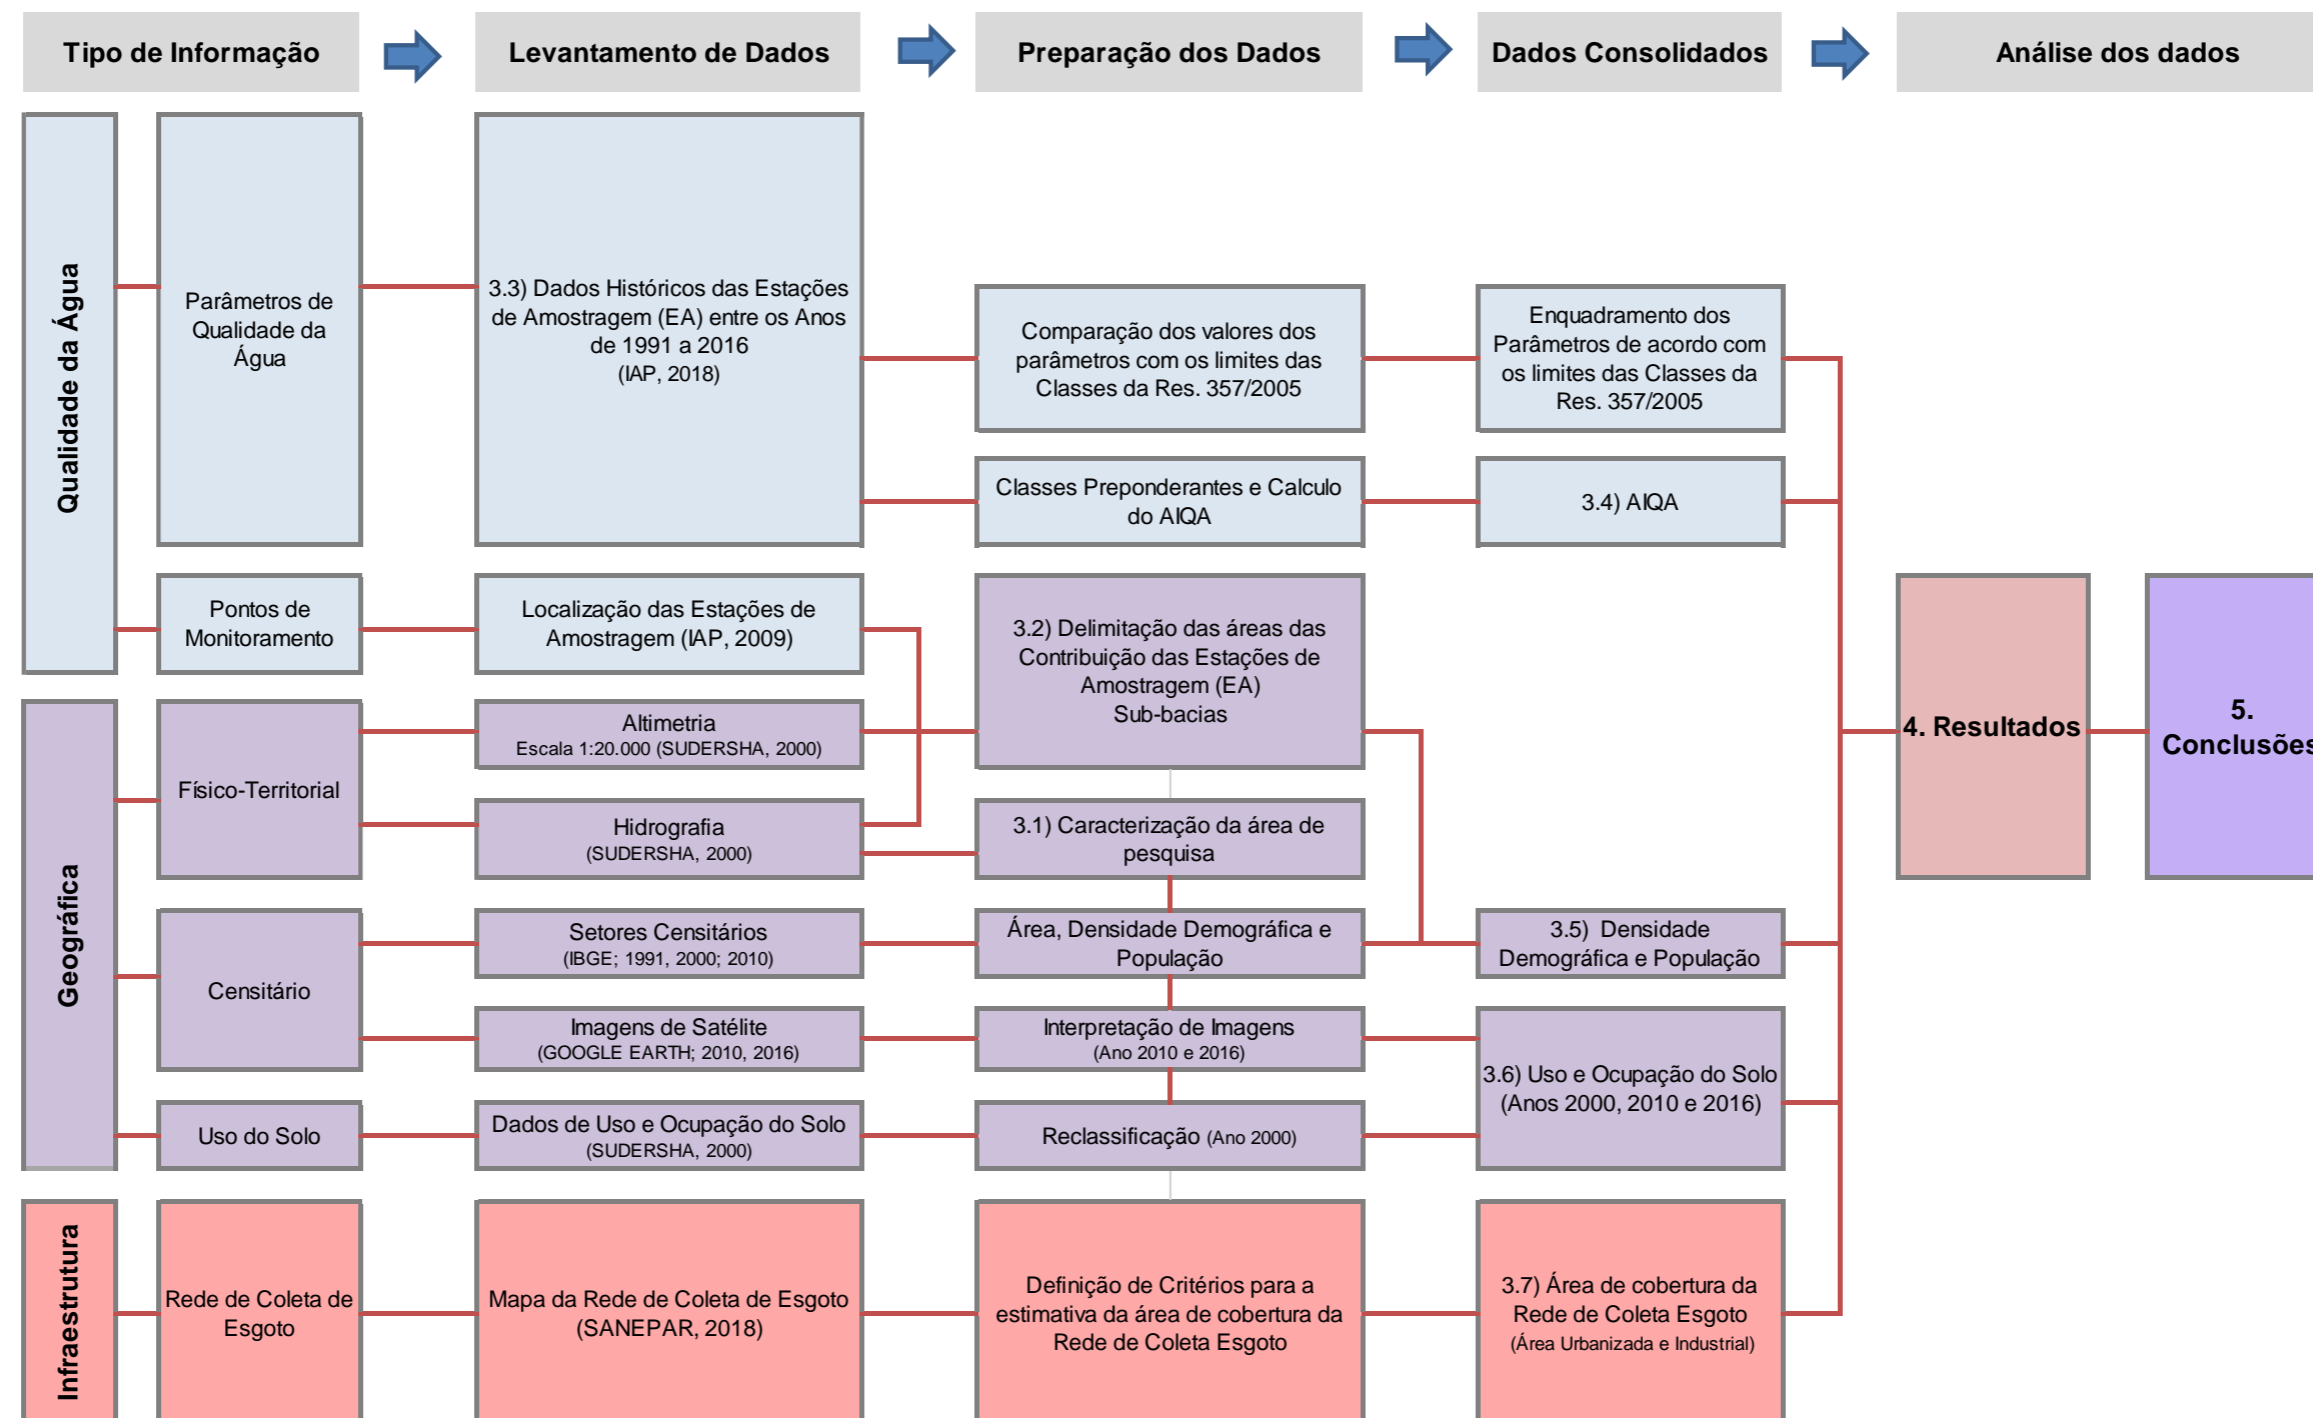 Tipo de Informação
Levantamento de Dados
Preparação dos Dados
Dados Consolidados
Análise dos dados
Qualidade da Água
Parâmetros de
Qualidade da
Água
3.3) Dados Históricos das Estações
de Amostragem (EA) entre os Anos
de 1991 a 2016
(IAP, 2018)
Comparação dos valores dos
parâmetros com os limites das
Classes da Res. 357/2005
Enquadramento dos
Parâmetros de acordo com
os limites das Classes da
Res. 357/2005
Classes Preponderantes e Calculo
do AIQA
3.4) AIQA
Pontos de
Monitoramento
Localização das Estações de
Amostragem (IAP, 2009)
3.2) Delimitação das áreas das
Contribuição das Estações de
Amostragem (EA)
Sub-bacias
4. Resultados
5.
Conclusões
Geográfica
Físico-Territorial
Altimetria
Escala 1:20.000 (SUDERSHA, 2000)
Hidrografia
(SUDERSHA, 2000)
3.1) Caracterização da área de
pesquisa
Censitário
Setores Censitários
(IBGE; 1991, 2000; 2010)
Área, Densidade Demográfica e
População
3.5)  Densidade
Demográfica e População
Imagens de Satélite
(GOOGLE EARTH; 2010, 2016)
Interpretação de Imagens
(Ano 2010 e 2016)
3.6) Uso e Ocupação do Solo
(Anos 2000, 2010 e 2016)
Uso do Solo
Dados de Uso e Ocupação do Solo
(SUDERSHA, 2000)
Reclassificação (Ano 2000)
Infraestrutura
Rede de Coleta de
Esgoto
Mapa da Rede de Coleta de Esgoto
(SANEPAR, 2018)
Definição de Critérios para a
estimativa da área de cobertura da
Rede de Coleta Esgoto
3.7) Área de cobertura da
Rede de Coleta Esgoto
(Área Urbanizada e Industrial)